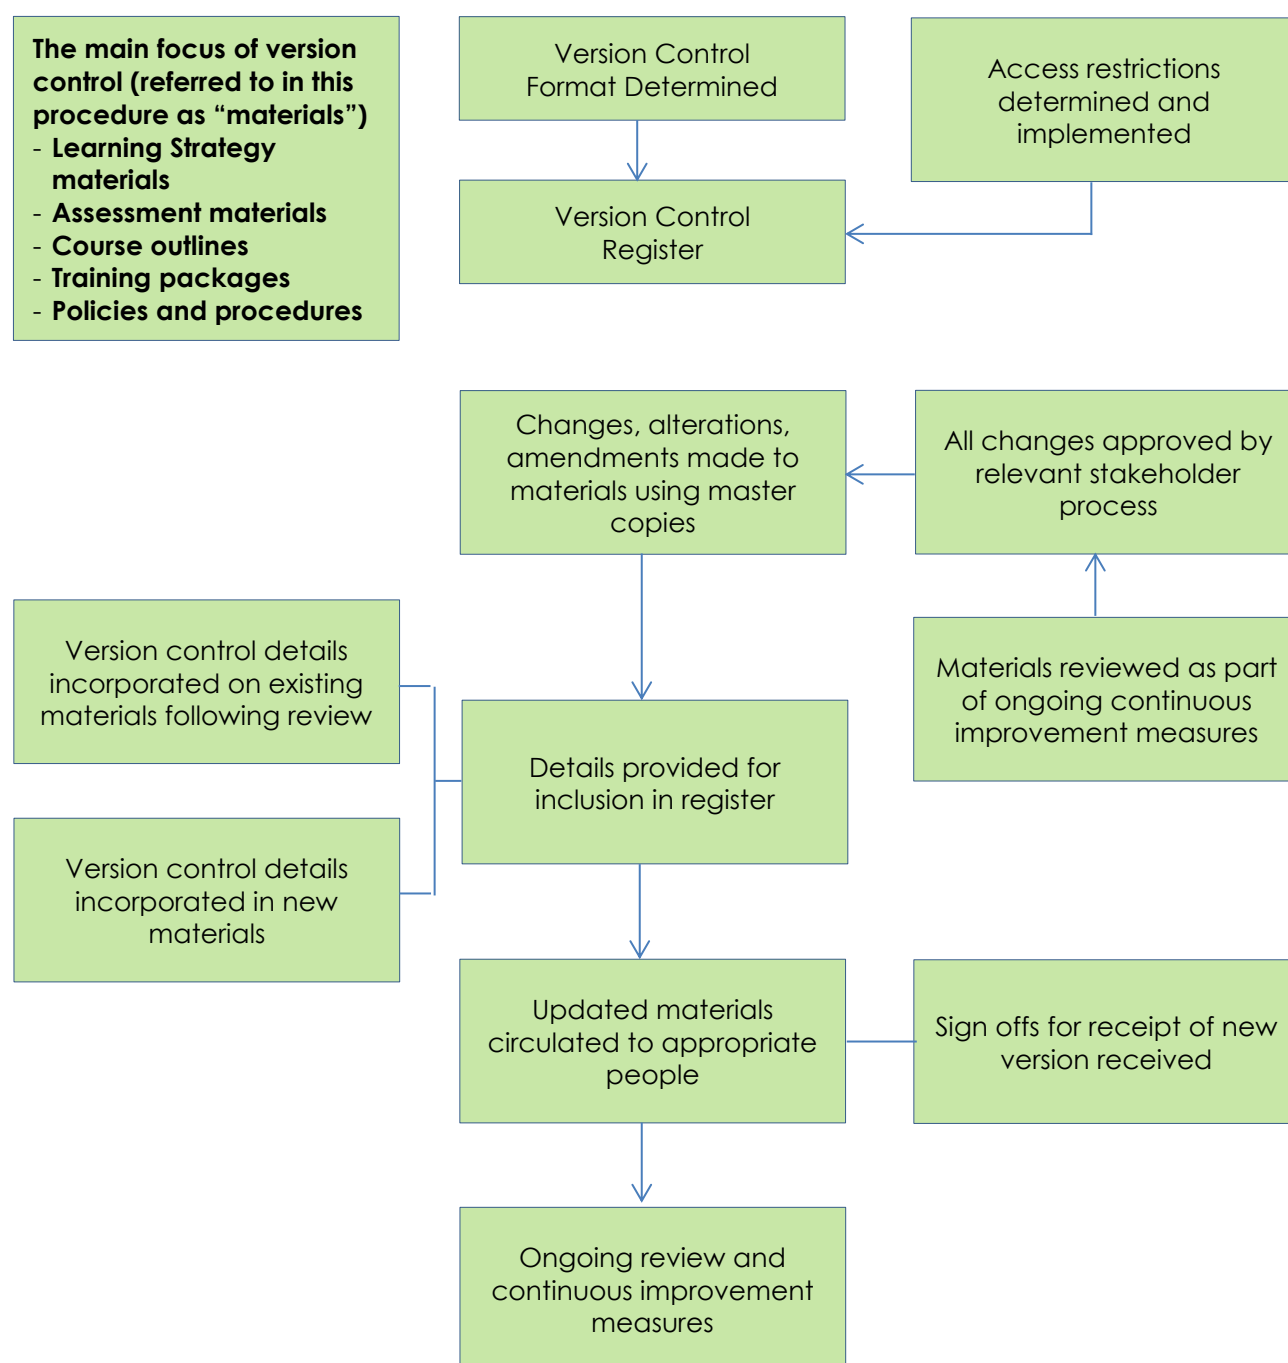 The main focus of version
control (referred to in this
procedure as “materials”)
- Learning Strategy
materials
- Assessment materials
- Course outlines
- Training packages
- Policies and procedures
Version Control
Format Determined
Access restrictions
determined and
implemented
Version Control
Register
Changes, alterations,
amendments made to
materials using master
copies
All changes approved by
relevant stakeholder
process
Version control details
incorporated on existing
materials following review
Materials reviewed as part
of ongoing continuous
improvement measures
Details provided for
inclusion in register
Version control details
incorporated in new
materials
Updated materials
circulated to appropriate
people
Sign offs for receipt of new
version received
Ongoing review and
continuous improvement
measures